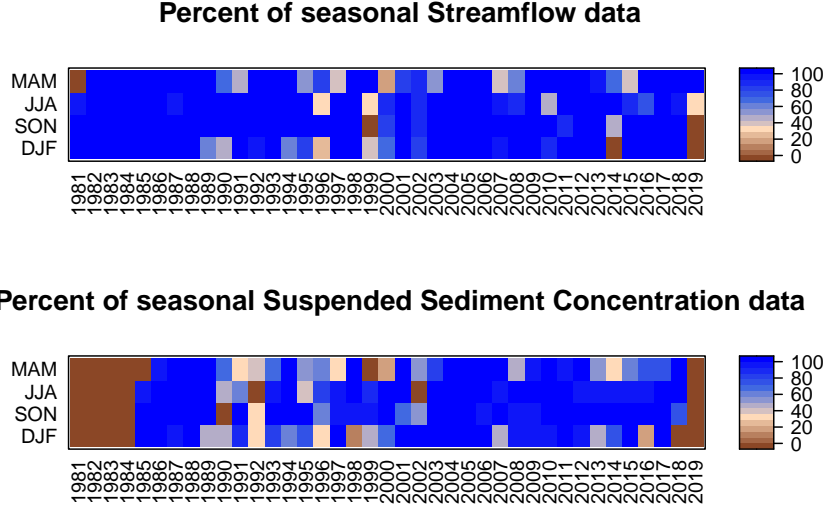 Percent of seasonal Streamflow data
MAM
JJA
SON
DJF
100
80
60
40
20
0
1981 1982 1983 1984 1985 1986 1987 1988 1989 1990 1991 1992 1993 1994 1995 1996 1997 1998 1999 2000 2001 2002 2003 2004 2005 2006 2007 2008 2009 2010 2011 2012 2013 2014 2015 2016 2017 2018 2019
Percent of seasonal Suspended Sediment Concentration data
MAM
JJA
SON
DJF
100
80
60
40
20
0
1981 1982 1983 1984 1985 1986 1987 1988 1989 1990 1991 1992 1993 1994 1995 1996 1997 1998 1999 2000 2001 2002 2003 2004 2005 2006 2007 2008 2009 2010 2011 2012 2013 2014 2015 2016 2017 2018 2019